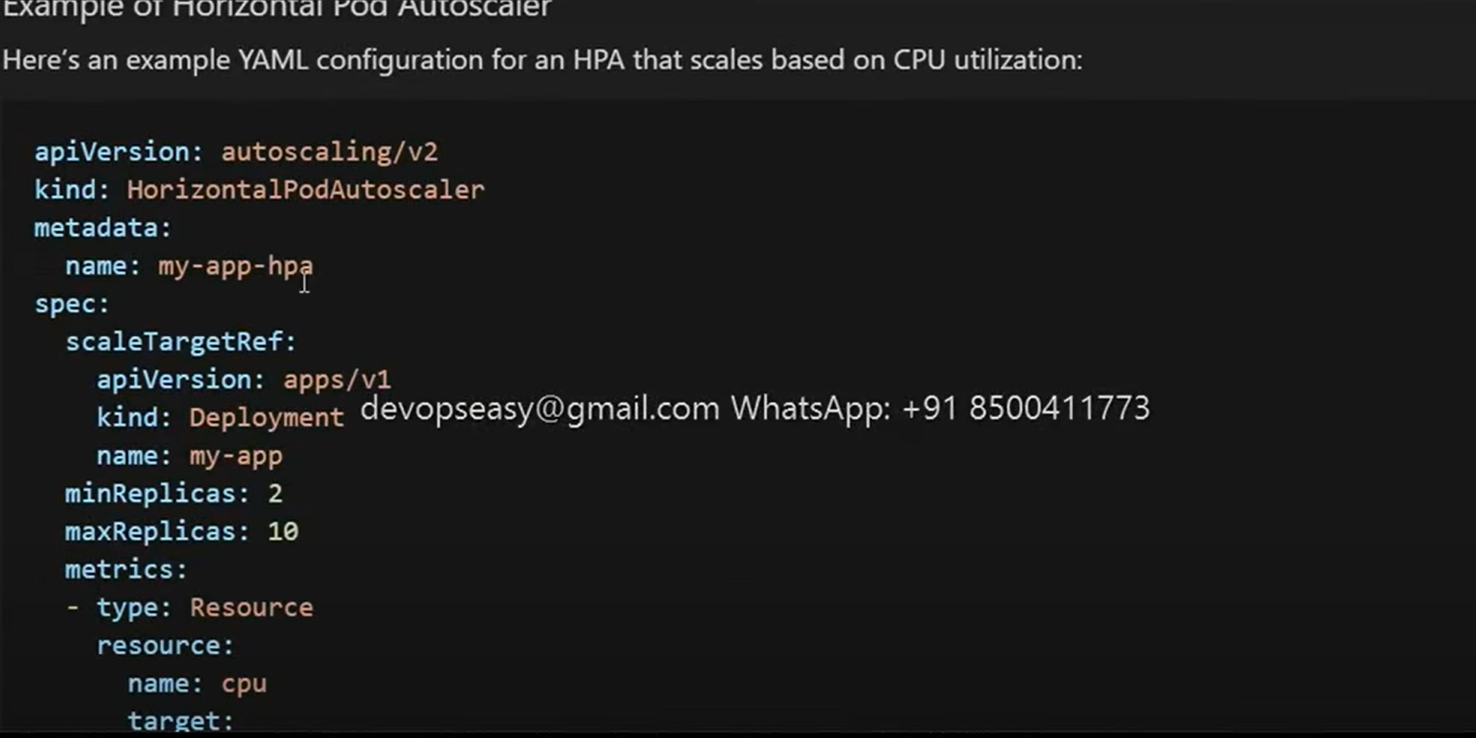 Example of Horizontal Pod Autoscaler
Here's an example YAML configuration for an HPA that scales based on CPU utilization:
apiVersion: autoscaling/v2
kind: HorizontalPodAutoscaler
metadata:
  name: my-app-hpa
spec:
  scaleTargetRef:
    apiVersion: apps/v1
    kind: Deployment
devopseasy@gmail.com WhatsApp: +91 8500411773
    name: my-app
  minReplicas: 2
  maxReplicas: 10
  metrics:
  - type: Resource
    resource:
      name: cpu
      target: